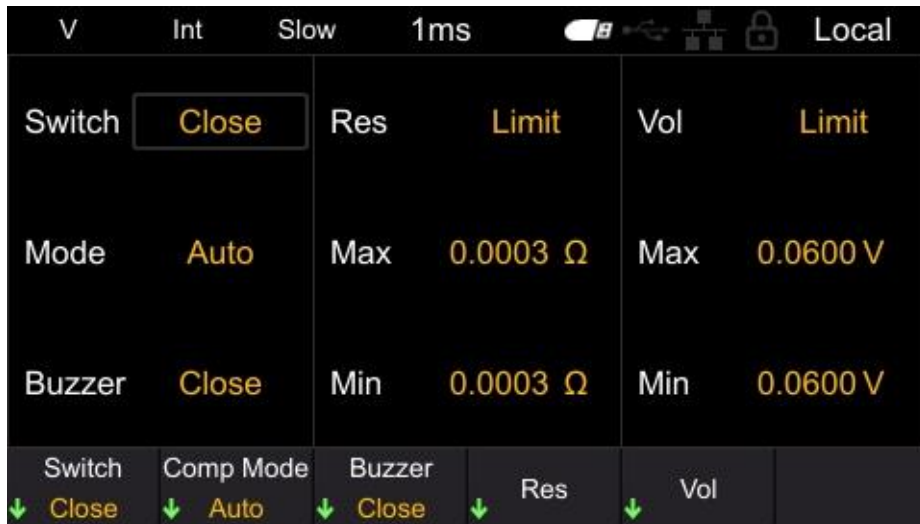 V Int Slow 1ms Local
Switch Close Res Limit Vol Limit
Mode Auto Max 0.0003 Ω Max 0.0600 V
Buzzer Close Min 0.0003 Ω Min 0.0600 V
Switch Comp Mode Buzzer Res Vol
Close Auto Close